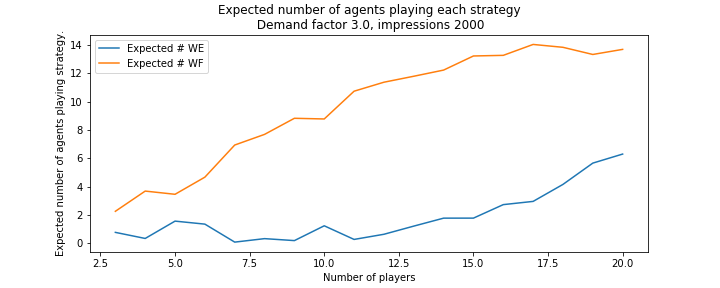 Expected number of agents playing each strategy
Demand factor 3.0, impressions 2000
Expected number of agents playing strategy.
Expected # WE
Expected # WF
14
12
10
8
6
4
2
0
2.5 5.0 7.5 10.0 12.5 15.0 17.5 20.0
Number of players